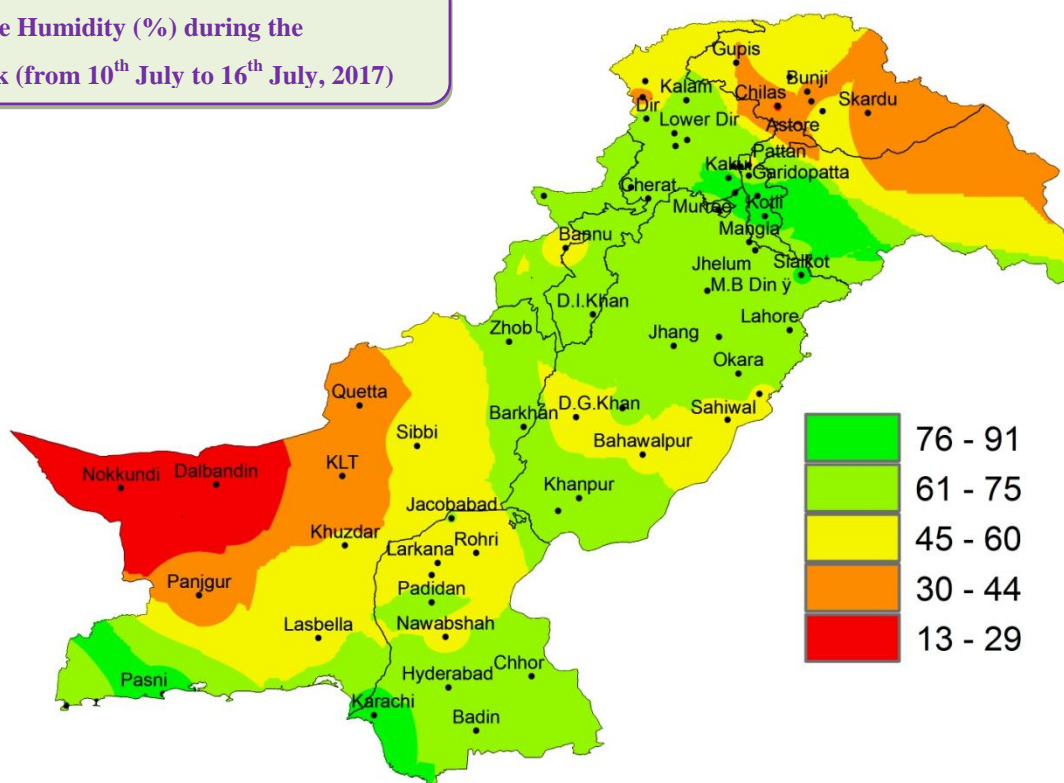 e Humidity (%) during the
k (from 10th July to 16th July, 2017)
Gupis
Bunji
Kalam
Chilas
Skardu
Dir
Lower Dir
Astore
Pattan
Garidopatta
Cherat
Kotli
Mangla
Bannu
Jhelum
Sialkot
M.B Din ÿ
D.I.Khan
Lahore
Zhob
Jhang
Okara
Quetta
D.G.Khan
Sahiwal
Barkhan
Sibbi
Bahawalpur
76 - 91
Nokkundi
Dalbandin
KLT
61 - 75
Khanpur
Jacobabad
45 - 60
Khuzdar
Rohri
Larkana
30 - 44
Panjgur
Padidan
13 - 29
Lasbella
Nawabshah
Chhor
Pasni
Hyderabad
Karachi
Badin